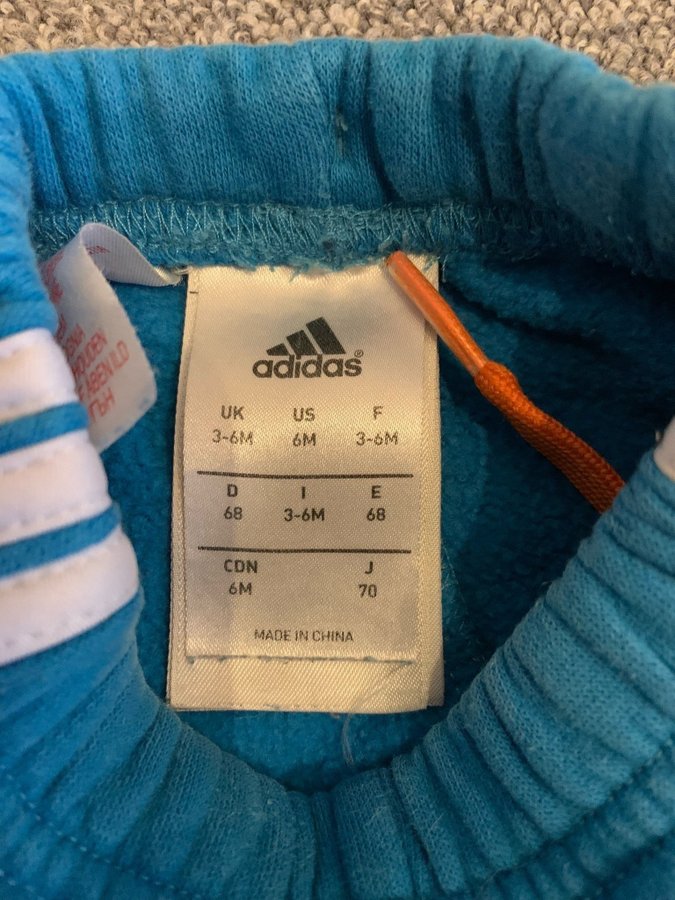 adidas®
UK US F
3-6M 6M 3-6M
D I E
68 3-6M 68
CDN J
6M 70
MADE IN CHINA